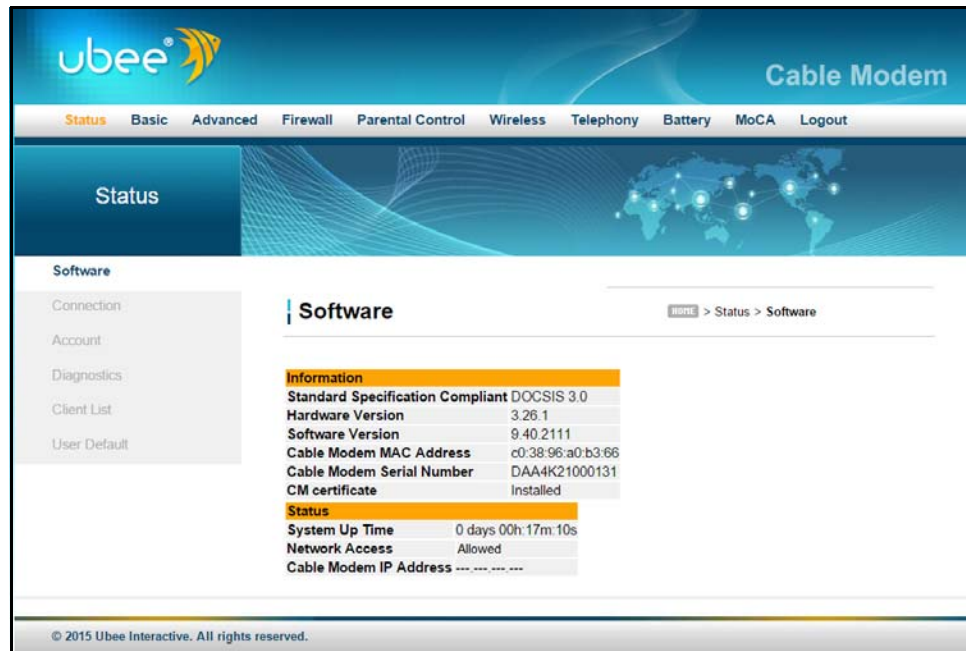 ubee®
Cable Modem
Status Basic Advanced Firewall Parental Control Wireless Telephony Battery MoCA Logout
Status
Software
Connection
Account
Diagnostics
Client List
User Default
Software
HOME > Status > Software
Information
Standard Specification Compliant DOCSIS 3.0
Hardware Version 3.26.1
Software Version 9.40.2111
Cable Modem MAC Address c0:38:96:a0:b3:66
Cable Modem Serial Number DAA4K21000131
CM certificate Installed
Status
System Up Time 0 days 00h:17m:10s
Network Access Allowed
Cable Modem IP Address ---.---.---.---
© 2015 Ubee Interactive. All rights reserved.